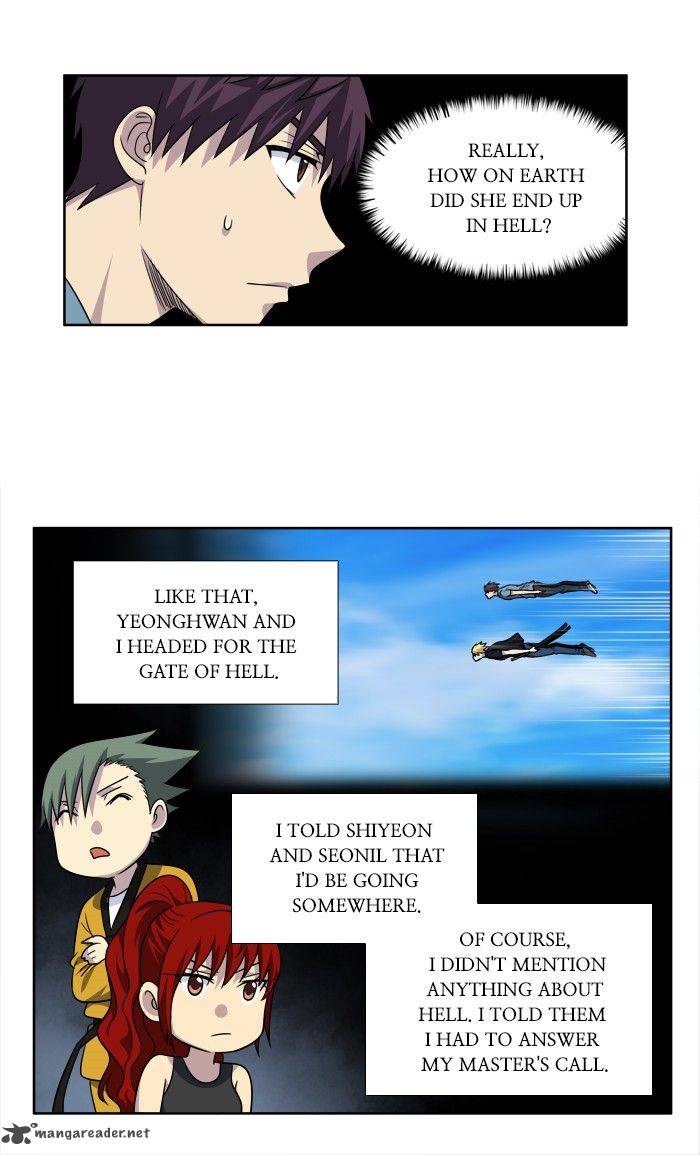 REALLY,
HOW ON EARTH
DID SHE END UP
IN HELL?
LIKE THAT,
YEONGHWAN AND
I HEADED FOR THE
GATE OF HELL.
I TOLD SHIYEON
AND SEONIL THAT
I'D BE GOING
SOMEWHERE.
OF COURSE,
I DIDN'T MENTION
ANYTHING ABOUT
HELL. I TOLD THEM
I HAD TO ANSWER
MY MASTER'S CALL.
mangareader.net